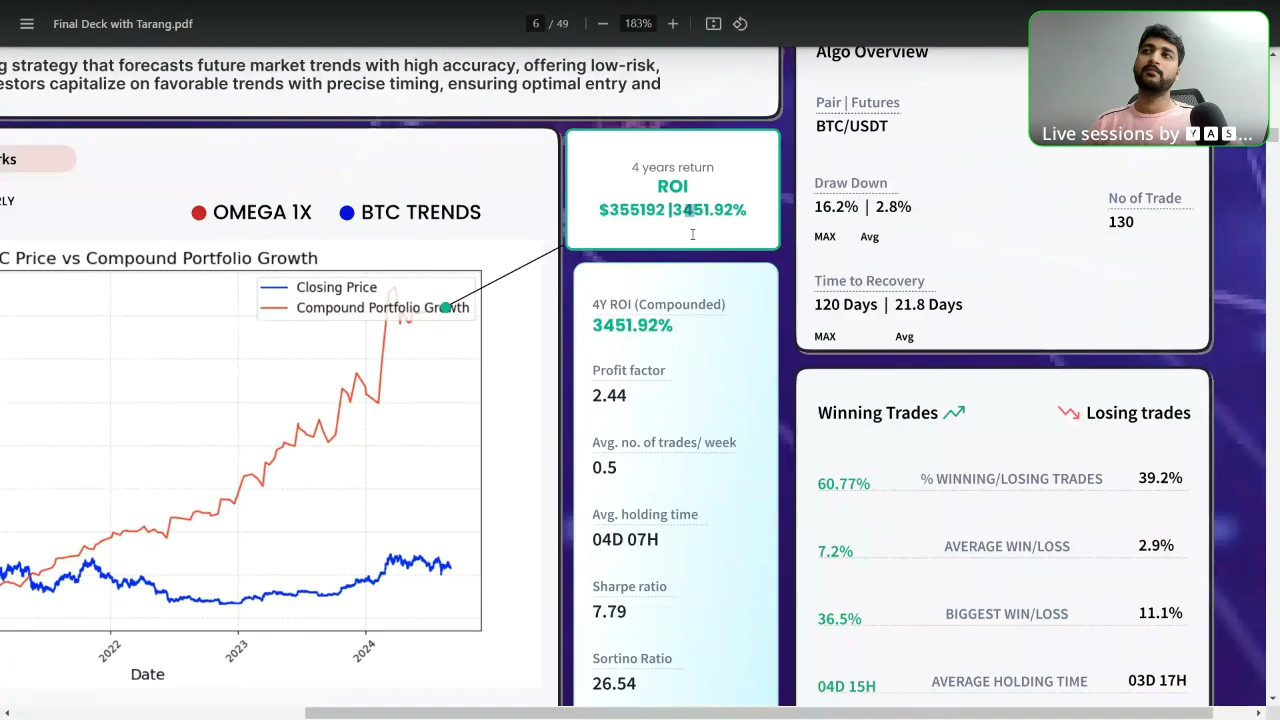 Final Deck with Tarang.pdf
6 / 49
183%
g strategy that forecasts future market trends with high accuracy, offering low-risk,
estors capitalize on favorable trends with precise timing, ensuring optimal entry and
rks
RLY
OMEGA 1X
BTC TRENDS
C Price vs Compound Portfolio Growth
Closing Price
Compound Portfolio Growth
2022
2023
2024
Date
4 years return
ROI
$355192 |3451.92%
4Y ROI (Compounded)
3451.92%
Profit factor
2.44
Avg. no. of trades/ week
0.5
Avg. holding time
04D 07H
Sharpe ratio
7.79
Sortino Ratio
26.54
Algo Overview
Pair | Futures
BTC/USDT
Draw Down
16.2% | 2.8%
MAX Avg
No of Trade
130
Time to Recovery
120 Days | 21.8 Days
MAX Avg
Winning Trades
Losing trades
60.77% % WINNING/LOSING TRADES 39.2%
7.2% AVERAGE WIN/LOSS 2.9%
36.5% BIGGEST WIN/LOSS 11.1%
04D 15H AVERAGE HOLDING TIME 03D 17H
Live sessions by 🆈🅰🆂...